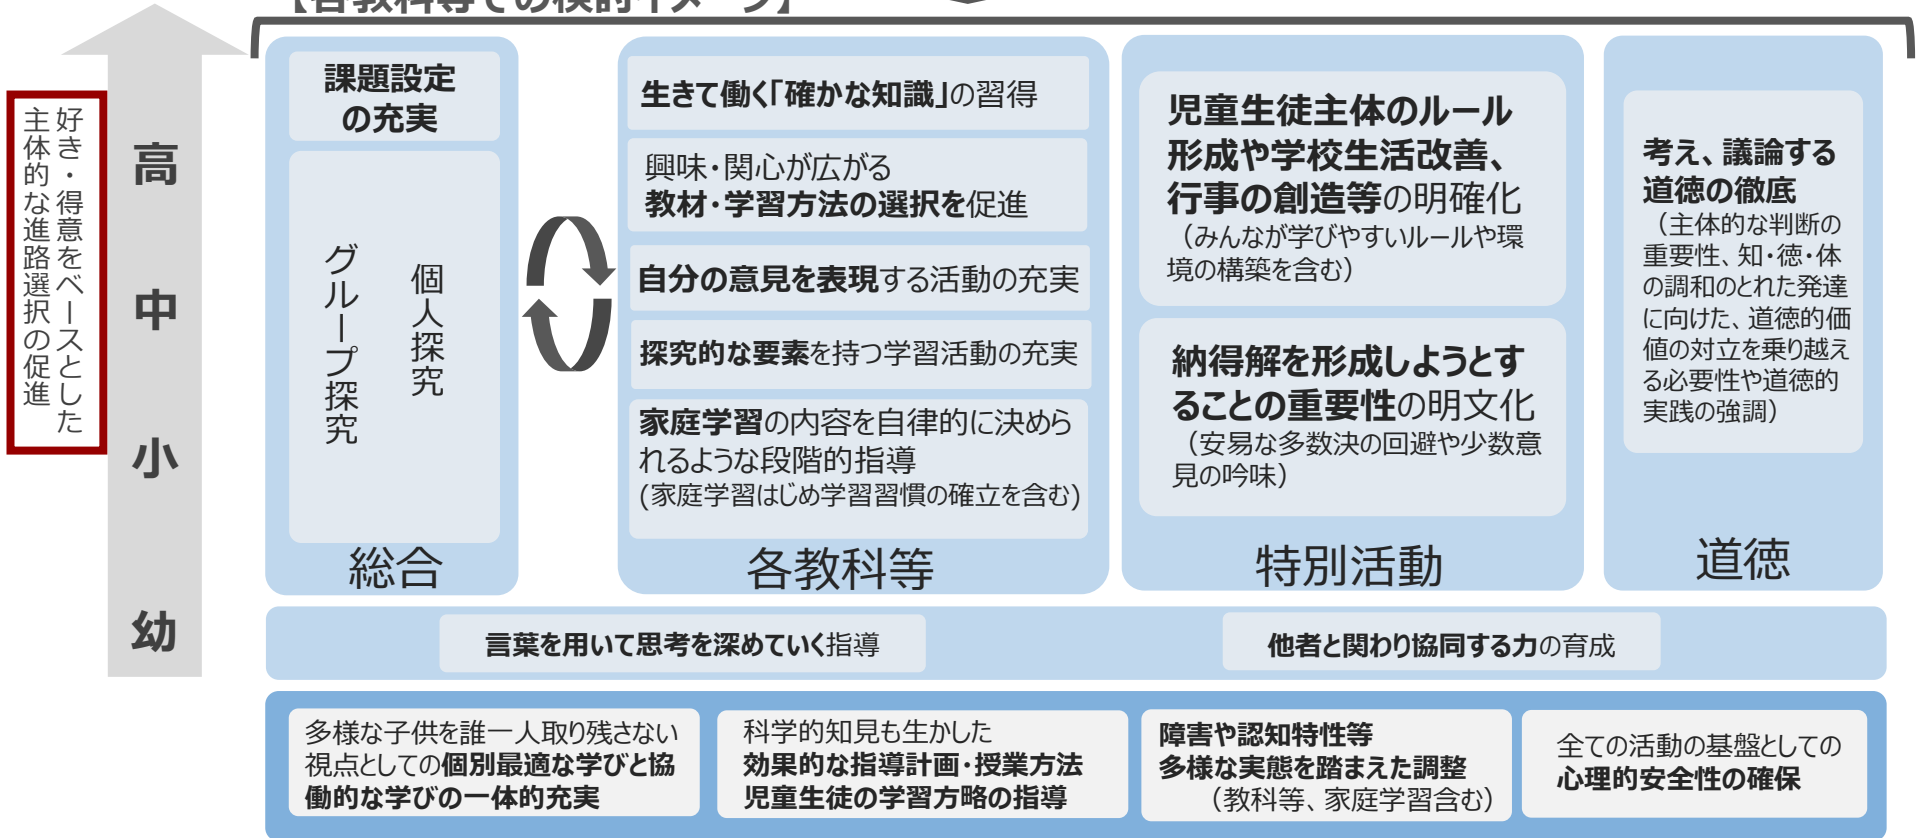 【各教科等での検討イメージ】
好き・得意をベースとした
主体的な進路選択の促進
高
中
小
幼
課題設定
の充実
個人探究
グループ探究
総合
生きて働く「確かな知識」の習得
興味・関心が広がる
教材・学習方法の選択を促進
自分の意見を表現する活動の充実
探究的な要素を持つ学習活動の充実
家庭学習の内容を自律的に決めら
れるような段階的指導
(家庭学習はじめ学習習慣の確立を含む)
各教科等
児童生徒主体のルール
形成や学校生活改善、
行事の創造等の明確化
（みんなが学びやすいルールや環
境の構築を含む）
納得解を形成しようとす
ることの重要性の明文化
（安易な多数決の回避や少数意
見の吟味）
特別活動
考え、議論する
道徳の徹底
（主体的な判断の
重要性、知・徳・体
の調和のとれた発達
に向けた、道徳的価
値の対立を乗り越え
る必要性や道徳的
実践の強調）
道徳
言葉を用いて思考を深めていく指導
他者と関わり協同する力の育成
多様な子供を誰一人取り残さない
視点としての個別最適な学びと協
働的な学びの一体的充実
科学的知見も生かした
効果的な指導計画・授業方法
児童生徒の学習方略の指導
障害や認知特性等
多様な実態を踏まえた調整
（教科等、家庭学習含む）
全ての活動の基盤としての
心理的安全性の確保